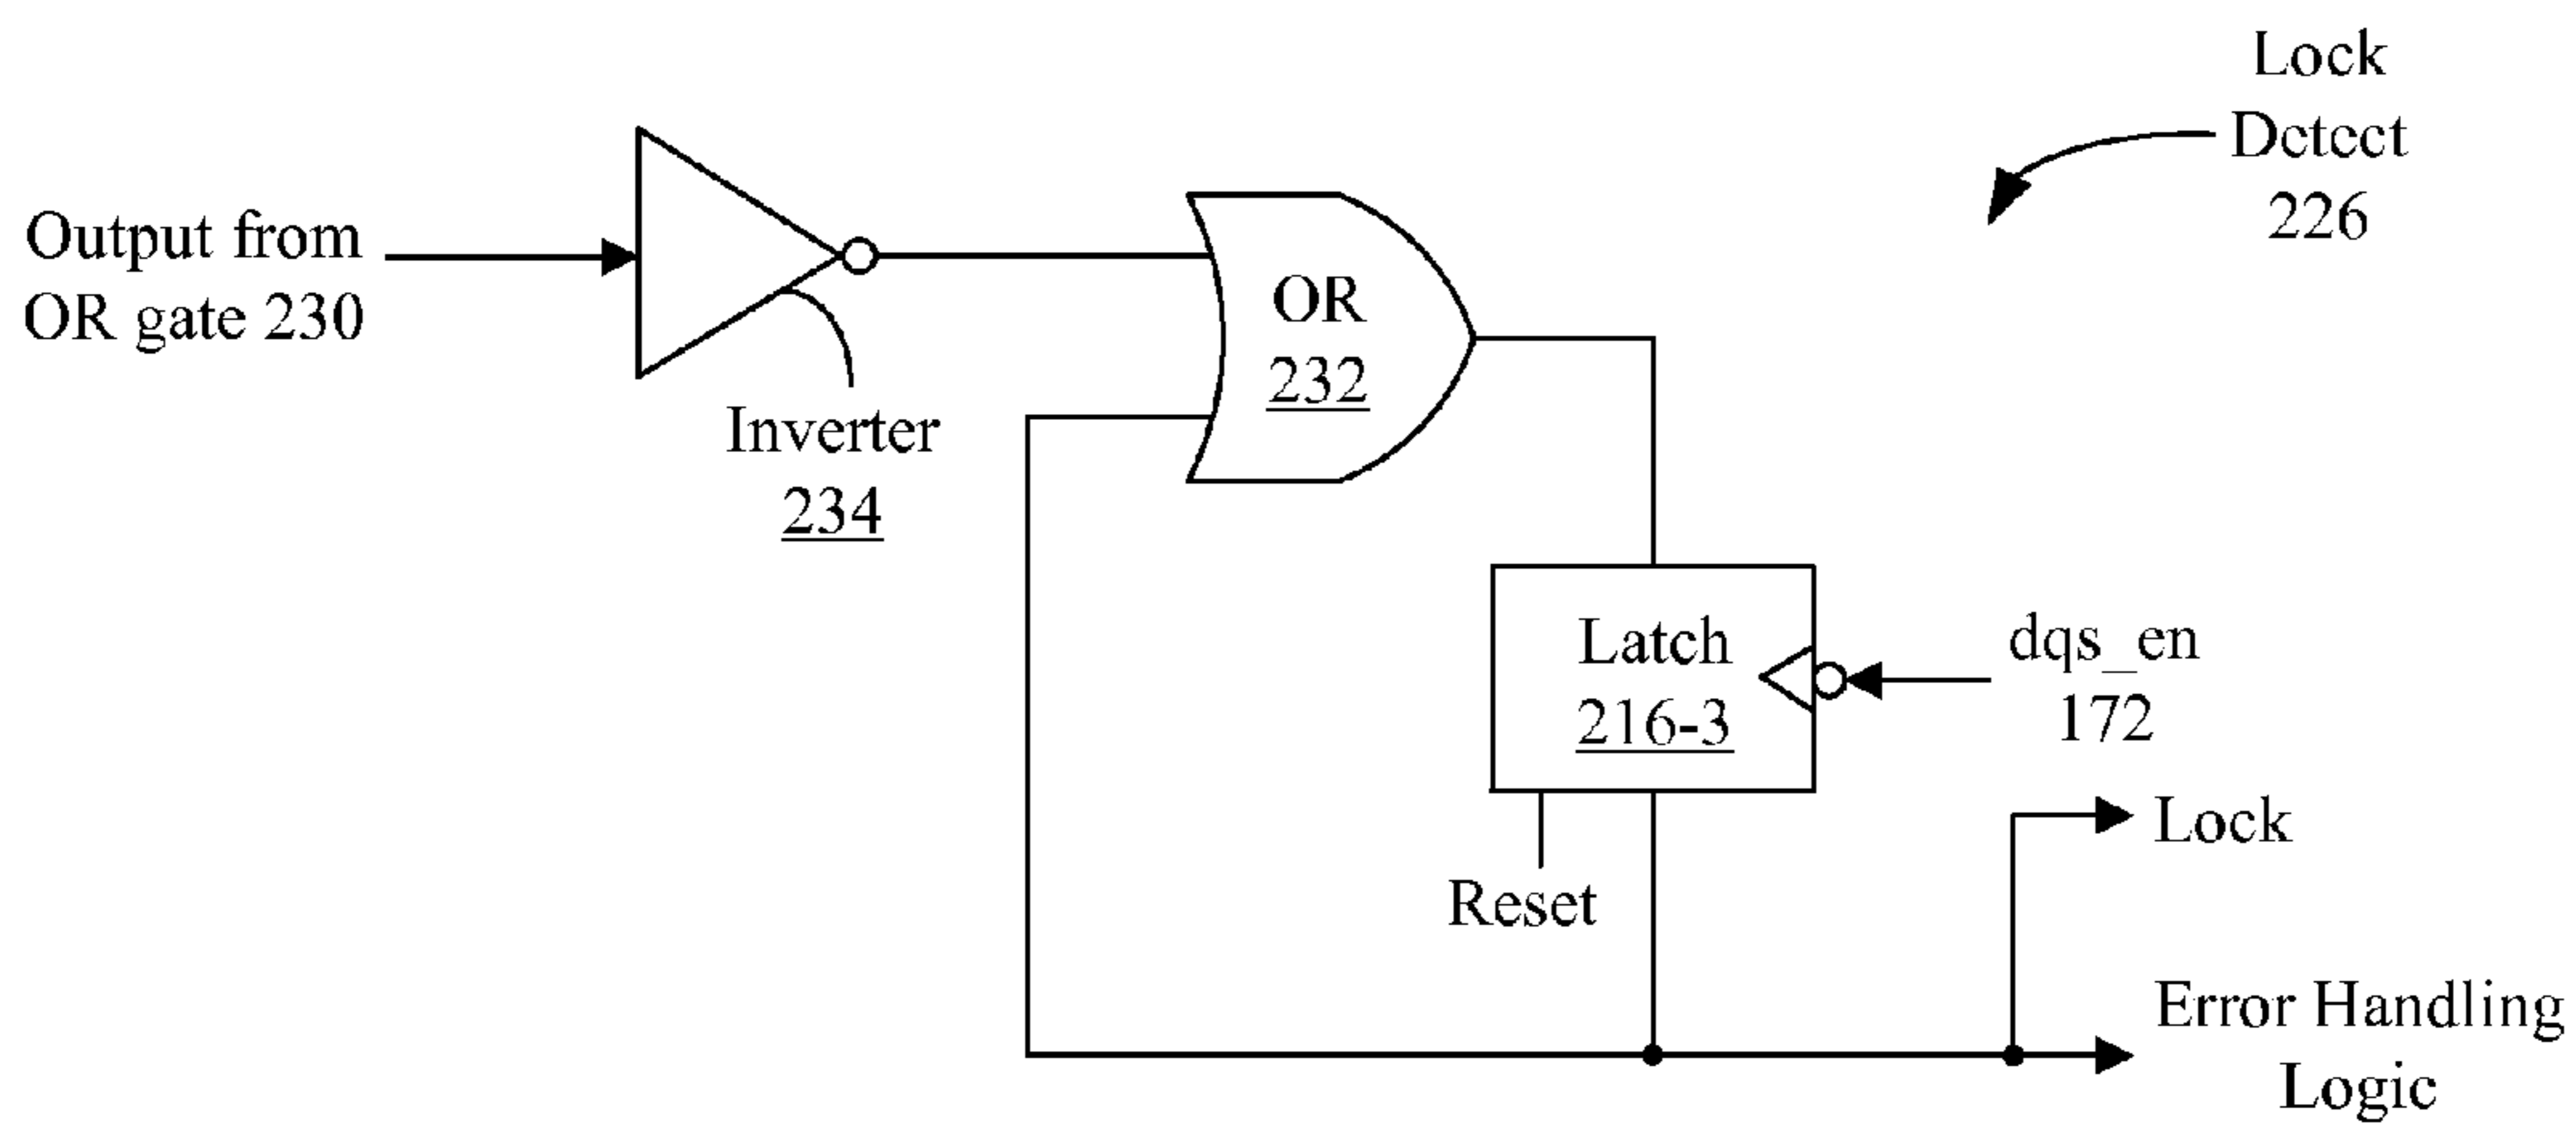 Lock
Detect
226
Output from
OR gate 230
OR
232
Inverter
234
Latch
216-3
dqs_en
172
Reset
Lock
Error Handling
Logic